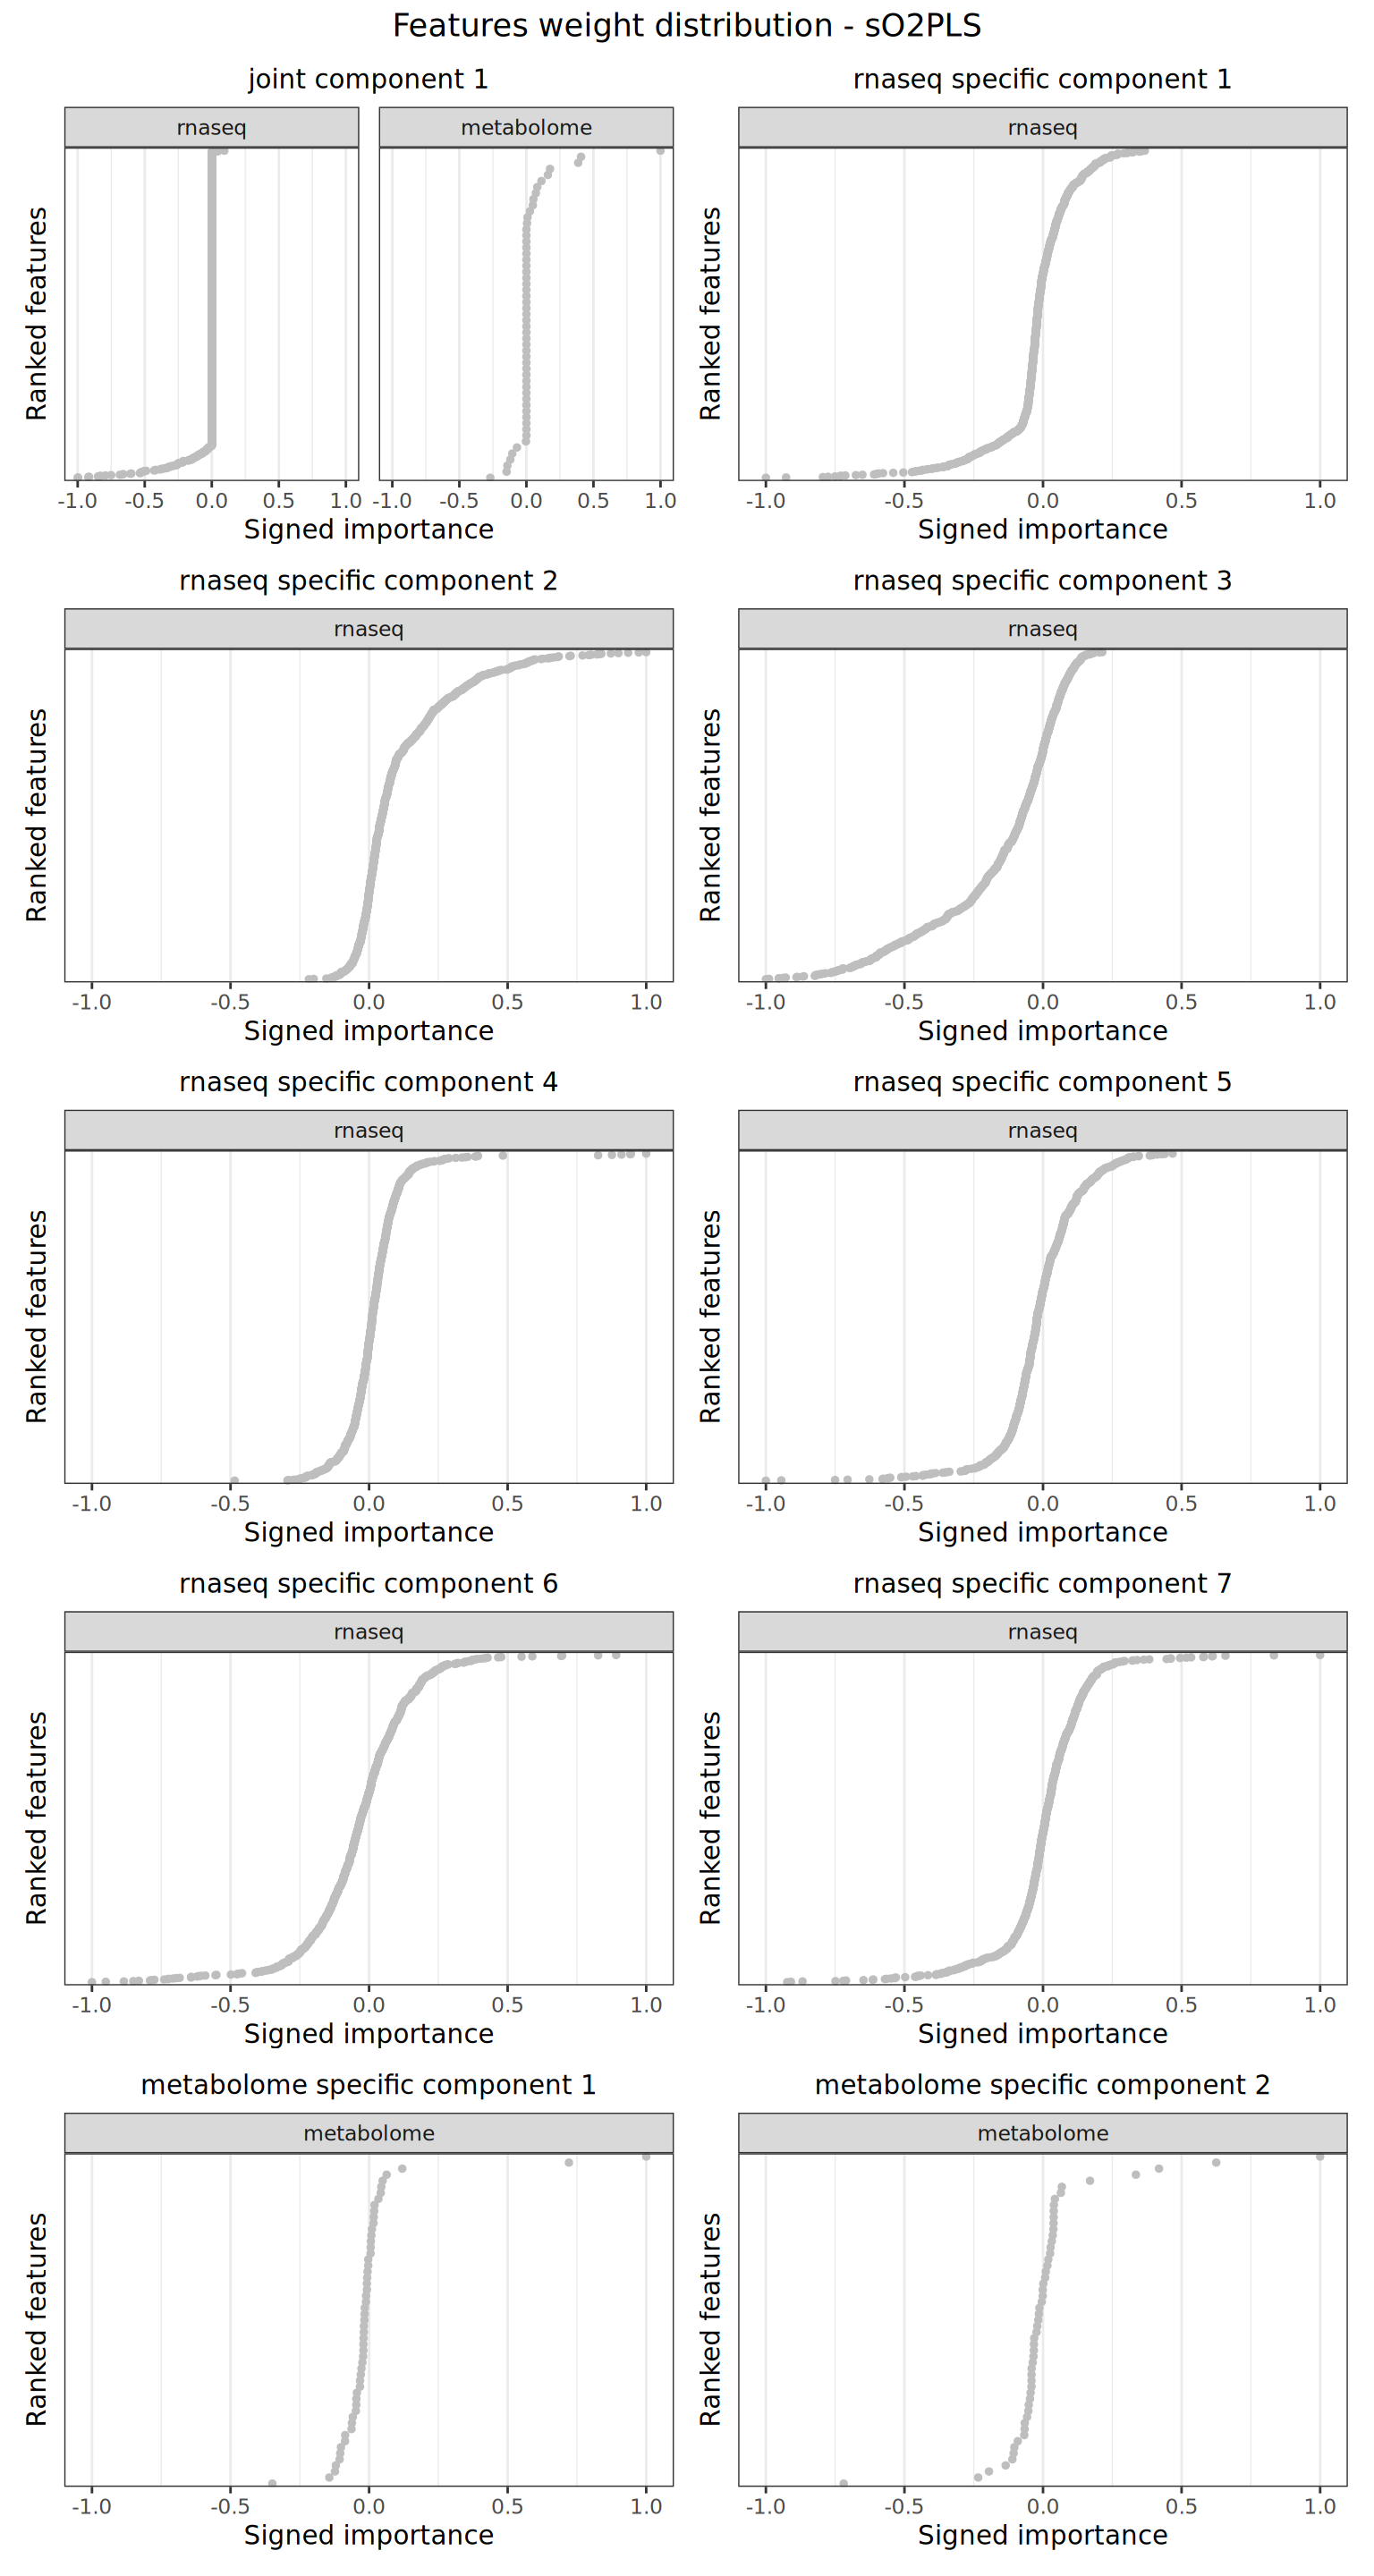 Features weight distribution - sO2PLS
joint component 1
rnaseq metabolome
Ranked features
-1.0 -0.5 0.0 0.5 1.0 -1.0 -0.5 0.0 0.5 1.0
Signed importance
rnaseq specific component 1
rnaseq
Ranked features
-1.0 -0.5 0.0 0.5 1.0
Signed importance
rnaseq specific component 2
rnaseq
Ranked features
-1.0 -0.5 0.0 0.5 1.0
Signed importance
rnaseq specific component 3
rnaseq
Ranked features
-1.0 -0.5 0.0 0.5 1.0
Signed importance
rnaseq specific component 4
rnaseq
Ranked features
-1.0 -0.5 0.0 0.5 1.0
Signed importance
rnaseq specific component 5
rnaseq
Ranked features
-1.0 -0.5 0.0 0.5 1.0
Signed importance
rnaseq specific component 6
rnaseq
Ranked features
-1.0 -0.5 0.0 0.5 1.0
Signed importance
rnaseq specific component 7
rnaseq
Ranked features
-1.0 -0.5 0.0 0.5 1.0
Signed importance
metabolome specific component 1
metabolome
Ranked features
-1.0 -0.5 0.0 0.5 1.0
Signed importance
metabolome specific component 2
metabolome
Ranked features
-1.0 -0.5 0.0 0.5 1.0
Signed importance